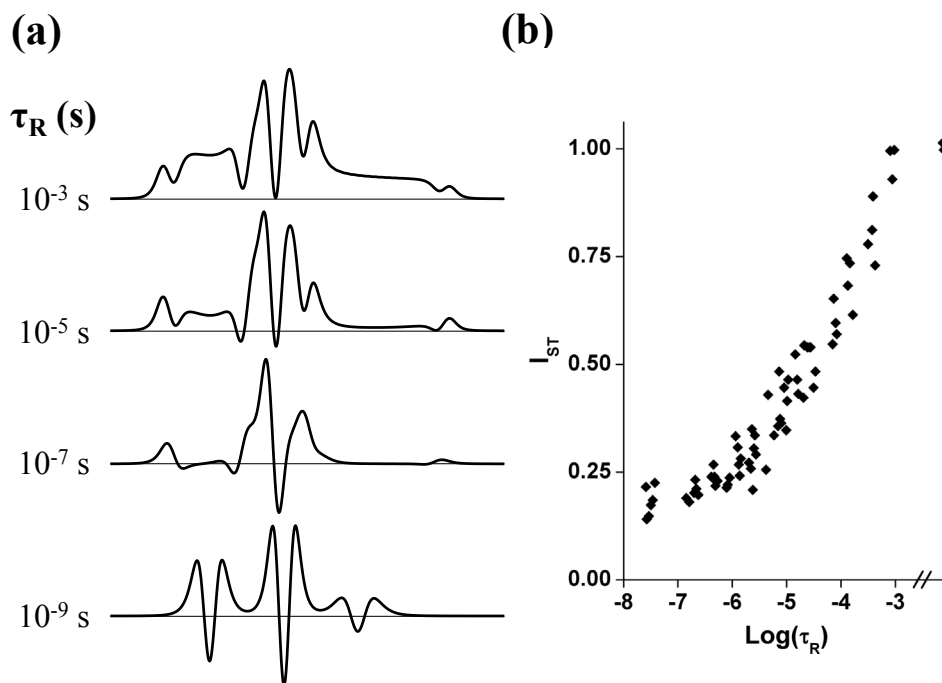 (a)
τR (s)
10-3 s
10-5 s
10-7 s
10-9 s
(b)
IST
1.00
0.75
0.50
0.25
0.00
-8 -7 -6 -5 -4 -3
Log(τR)